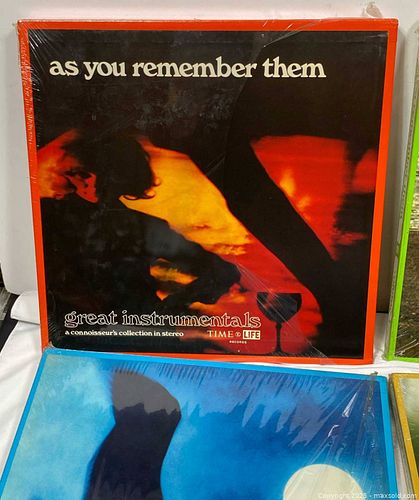 as you remember them
great instrumentals
a connoisseur's collection in stereo
TIME LIFE
RECORDS
Copyright © 2025 - maxsold.com